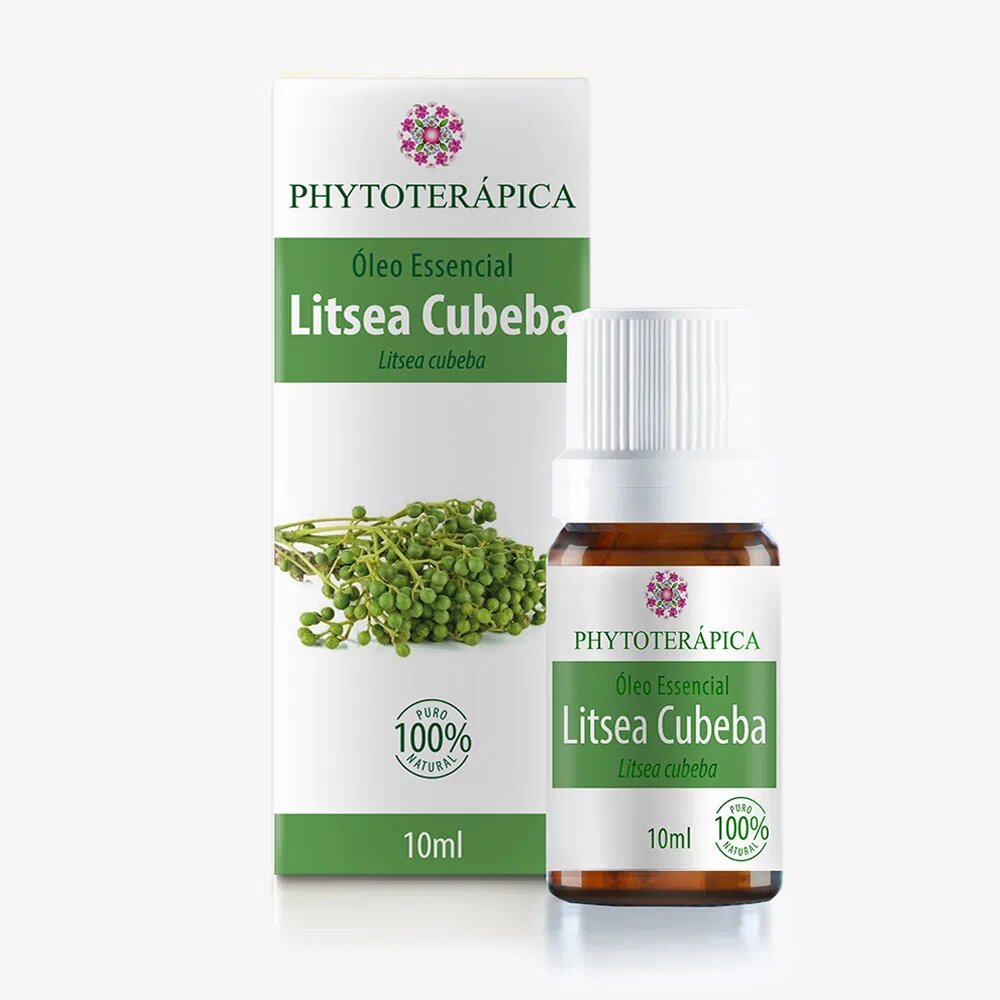 PHYTOTERÁPICA
Óleo Essencial
Litsea Cubeba
Litsea cubeba
PURO
100%
NATURAL
10ml
PHYTOTERÁPICA
Óleo Essencial
Litsea Cubeba
Litsea cubeba
10ml
PURO
100%
NATURAL